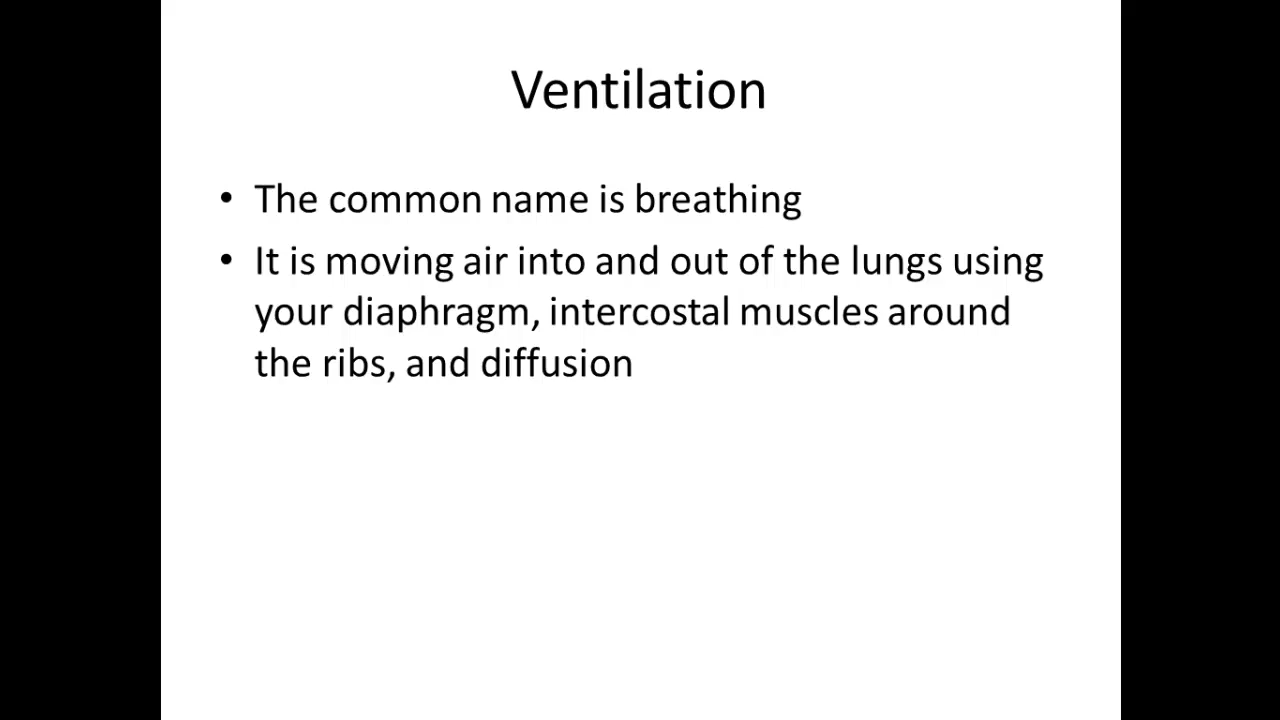 Ventilation
• The common name is breathing
• It is moving air into and out of the lungs using
your diaphragm, intercostal muscles around
the ribs, and diffusion